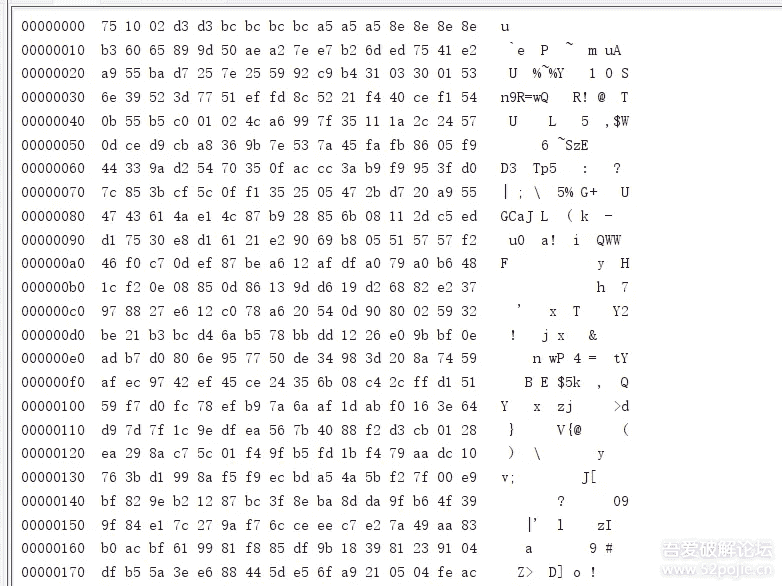 00000000 75 10 02 d3 d3 bc bc bc bc a5 a5 a5 8e 8e 8e 8e u
00000010 b3 60 65 89 9d 50 ae a2 7e e7 b2 6d ed 75 41 e2 `e P ~ m uA
00000020 a9 55 ba d7 25 7e 25 59 92 c9 b4 31 03 30 01 53 U %~%Y 1 0 S
00000030 6e 39 52 3d 77 51 ef fd 8c 52 21 f4 40 ce f1 54 n9R=wQ R! @ T
00000040 0b 55 b5 c0 01 02 4c a6 99 7f 35 11 1a 2c 24 57 U L 5 ,$W
00000050 0d ce d9 cb a8 36 9b 7e 53 7a 45 fa fb 86 05 f9 6 ~SzE
00000060 44 33 9a d2 54 70 35 0f ac cc 3a b9 f9 95 3f d0 D3 Tp5 : ?
00000070 7c 85 3b cf 5c 0f f1 35 25 05 47 2b d7 20 a9 55 | ; \ 5% G+ U
00000080 47 43 61 4a e1 4c 87 b9 28 85 6b 08 11 2d c5 ed GCaJ L ( k -
00000090 d1 75 30 e8 d1 61 21 e2 90 69 b8 05 51 57 57 f2 u0 a! i QWW
000000a0 46 f0 c7 0d ef 87 be a6 12 af df a0 79 a0 b6 48 F y H
000000b0 1c f2 0e 08 85 0d 86 13 9d d6 19 d2 68 82 e2 37 h 7
000000c0 97 88 27 e6 12 c0 78 a6 20 54 0d 90 80 02 59 32 ' x T Y2
000000d0 be 21 b3 bc d4 6a b5 78 bb dd 12 26 e0 9b bf 0e ! j x &
000000e0 ad b7 d0 80 6e 95 77 50 de 34 98 3d 20 8a 74 59 n wP 4 = tY
000000f0 af ec 97 42 ef 45 ce 24 35 6b 08 c4 2c ff d1 51 B E $5k , Q
00000100 59 f7 d0 fc 78 ef b9 7a 6a af 1d ab f0 16 3e 64 Y x zj >d
00000110 d9 7d 7f 1c 9e df ea 56 7b 40 88 f2 d3 cb 01 28 } V{@ (
00000120 ea 29 8a c7 5c 01 f4 9f b5 fd 1b f4 79 aa dc 10 ) \ y
00000130 76 3b d1 99 8a f5 f9 ec bd a5 4a 5b f2 7f 00 e9 v; J[
00000140 bf 82 9e b2 12 87 bc 3f 8e ba 8d da 9f b6 4f 39 ? O9
00000150 9f 84 e1 7c 27 9a f7 6c ce ee c7 e2 7a 49 aa 83 |' l zI
00000160 b0 ac bf 61 99 81 f8 85 df 9b 18 39 81 23 91 04 a 9 #
00000170 df b5 5a 3e e6 88 44 5d e5 6f a9 21 05 04 fe ac Z> D] o !
吾爱破解论坛
www.52pojie.cn